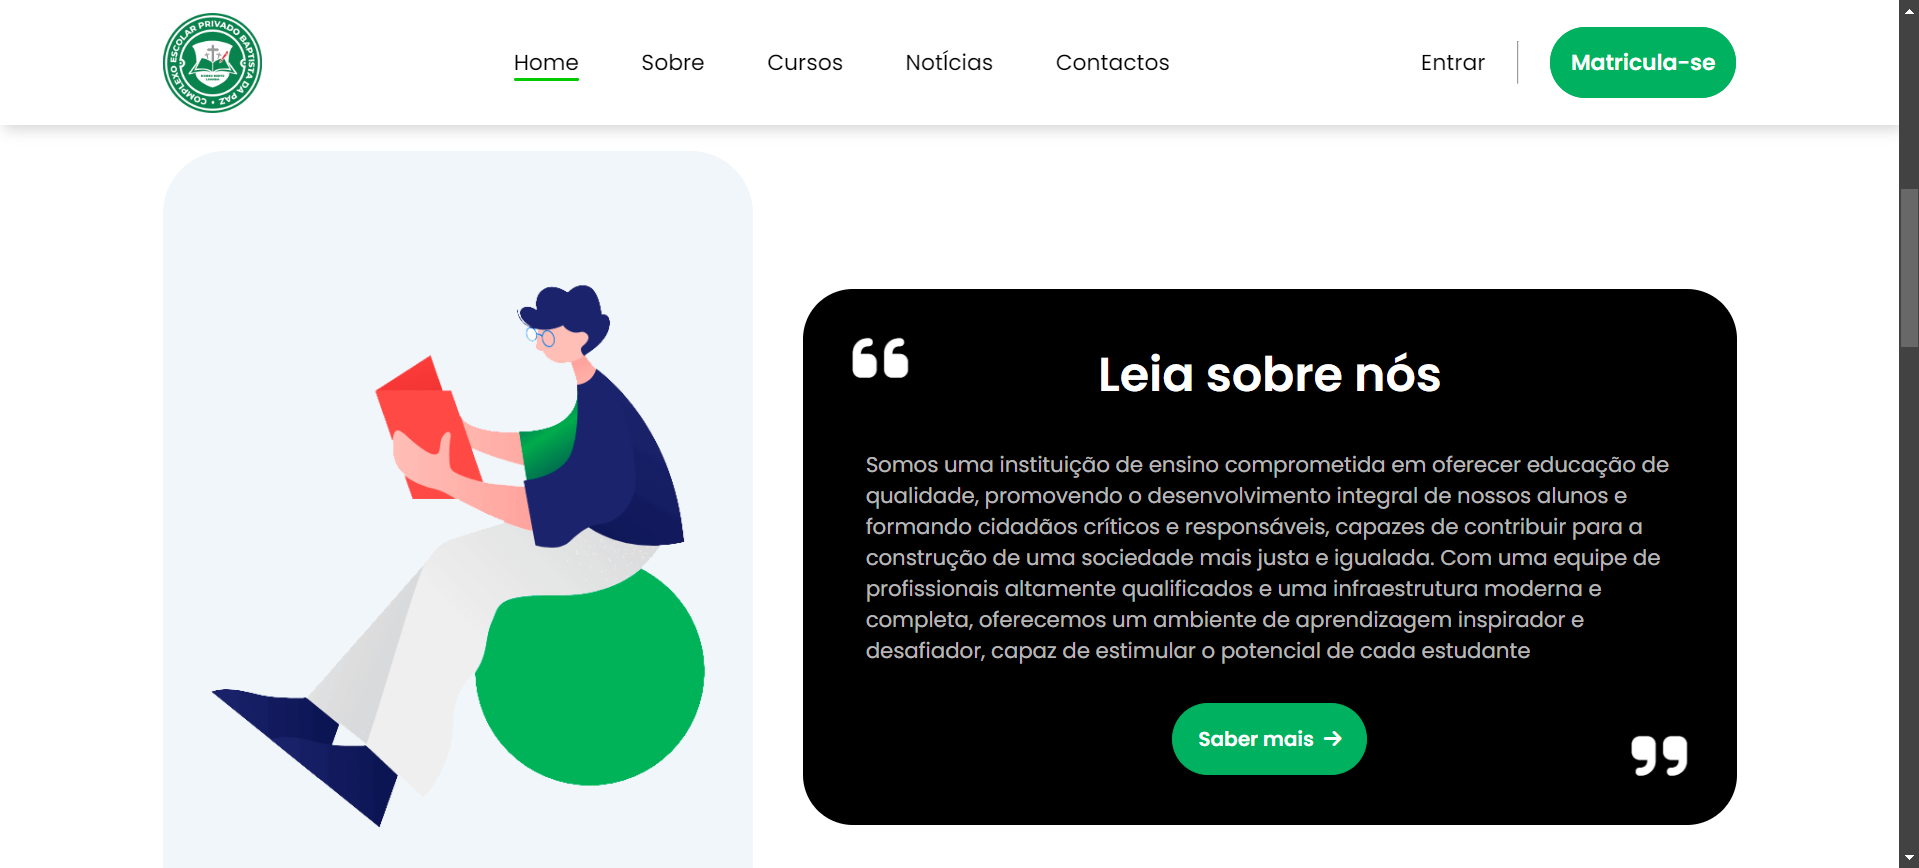 COMPLEXO ESCOLAR PRIVADO BAPTISTA DA PAZ
Home
Sobre
Cursos
NotÍcias
Contactos
Entrar
Matricula-se
Leia sobre nós
Somos uma instituição de ensino comprometida em oferecer educação de
qualidade, promovendo o desenvolvimento integral de nossos alunos e
formando cidadãos críticos e responsáveis, capazes de contribuir para a
construção de uma sociedade mais justa e igualada. Com uma equipe de
profissionais altamente qualificados e uma infraestrutura moderna e
completa, oferecemos um ambiente de aprendizagem inspirador e
desafiador, capaz de estimular o potencial de cada estudante
Saber mais →